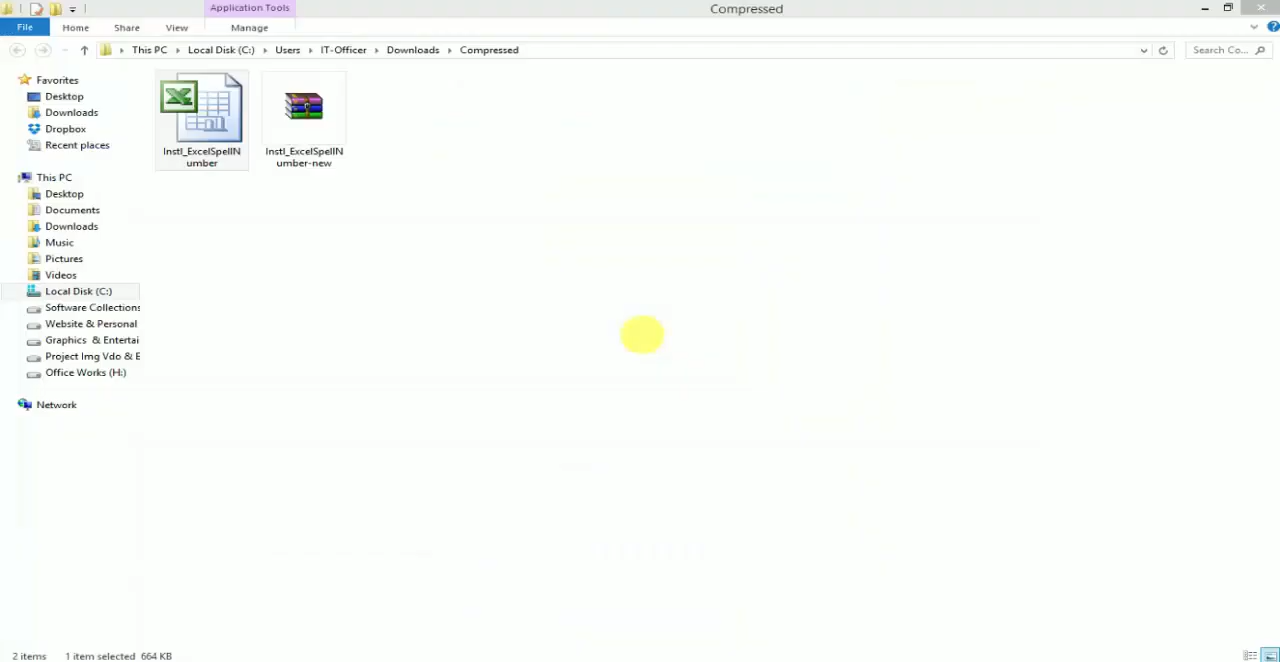 Application Tools
Compressed
File Home Share View Manage
This PC Local Disk (C:) Users IT-Officer Downloads Compressed
Search Co...
Favorites
Desktop
Downloads
Dropbox
Recent places
This PC
Desktop
Documents
Downloads
Music
Pictures
Videos
Local Disk (C:)
Software Collections
Website & Personal
Graphics & Entertai
Project Img Vdo & E
Office Works (H:)
Network
Instl_ExcelSpellN
umber
Instl_ExcelSpellN
umber-new
2 items 1 item selected 664 KB